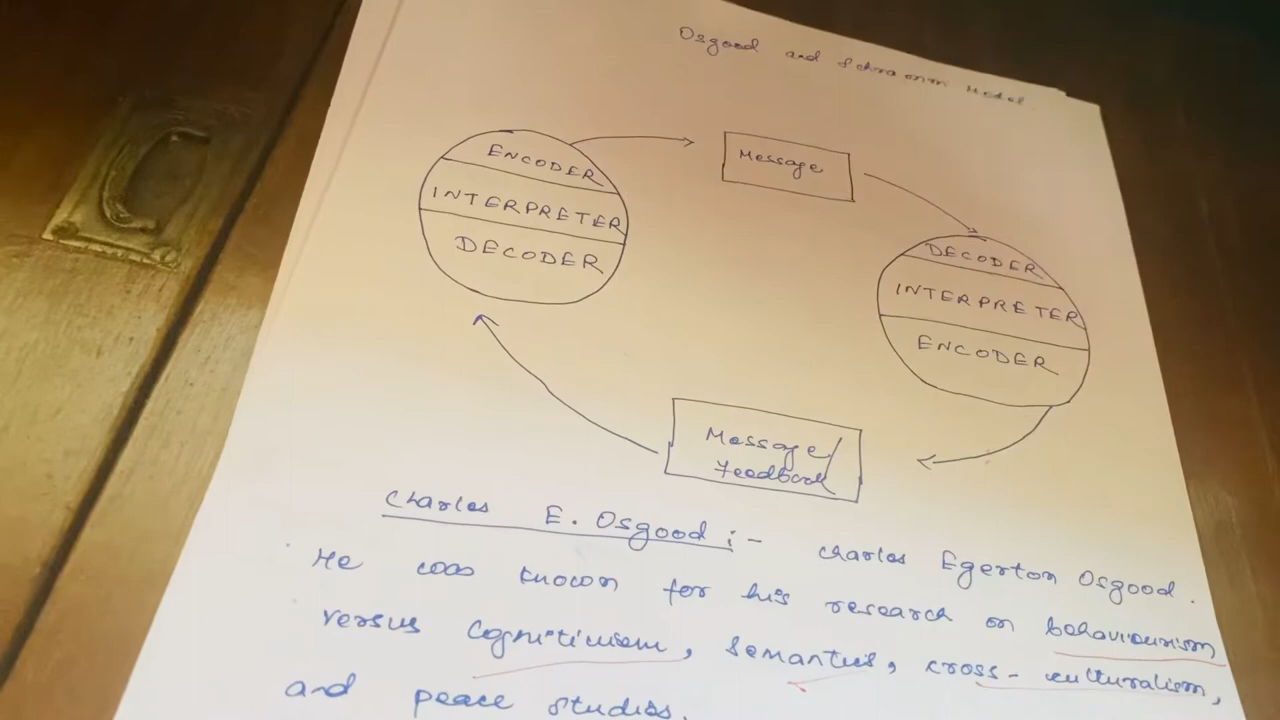 Osgood and Schramm Model.
ENCODER
INTERPRETER
DECODER
Message
DECODER
INTERPRETER
ENCODER
Message/
Feedback
Charles E. Osgood :- Charles Egerton Osgood.
He was known for his research on behaviourism
versus cognitivism, semantics, cross-culturalism,
and peace studies.